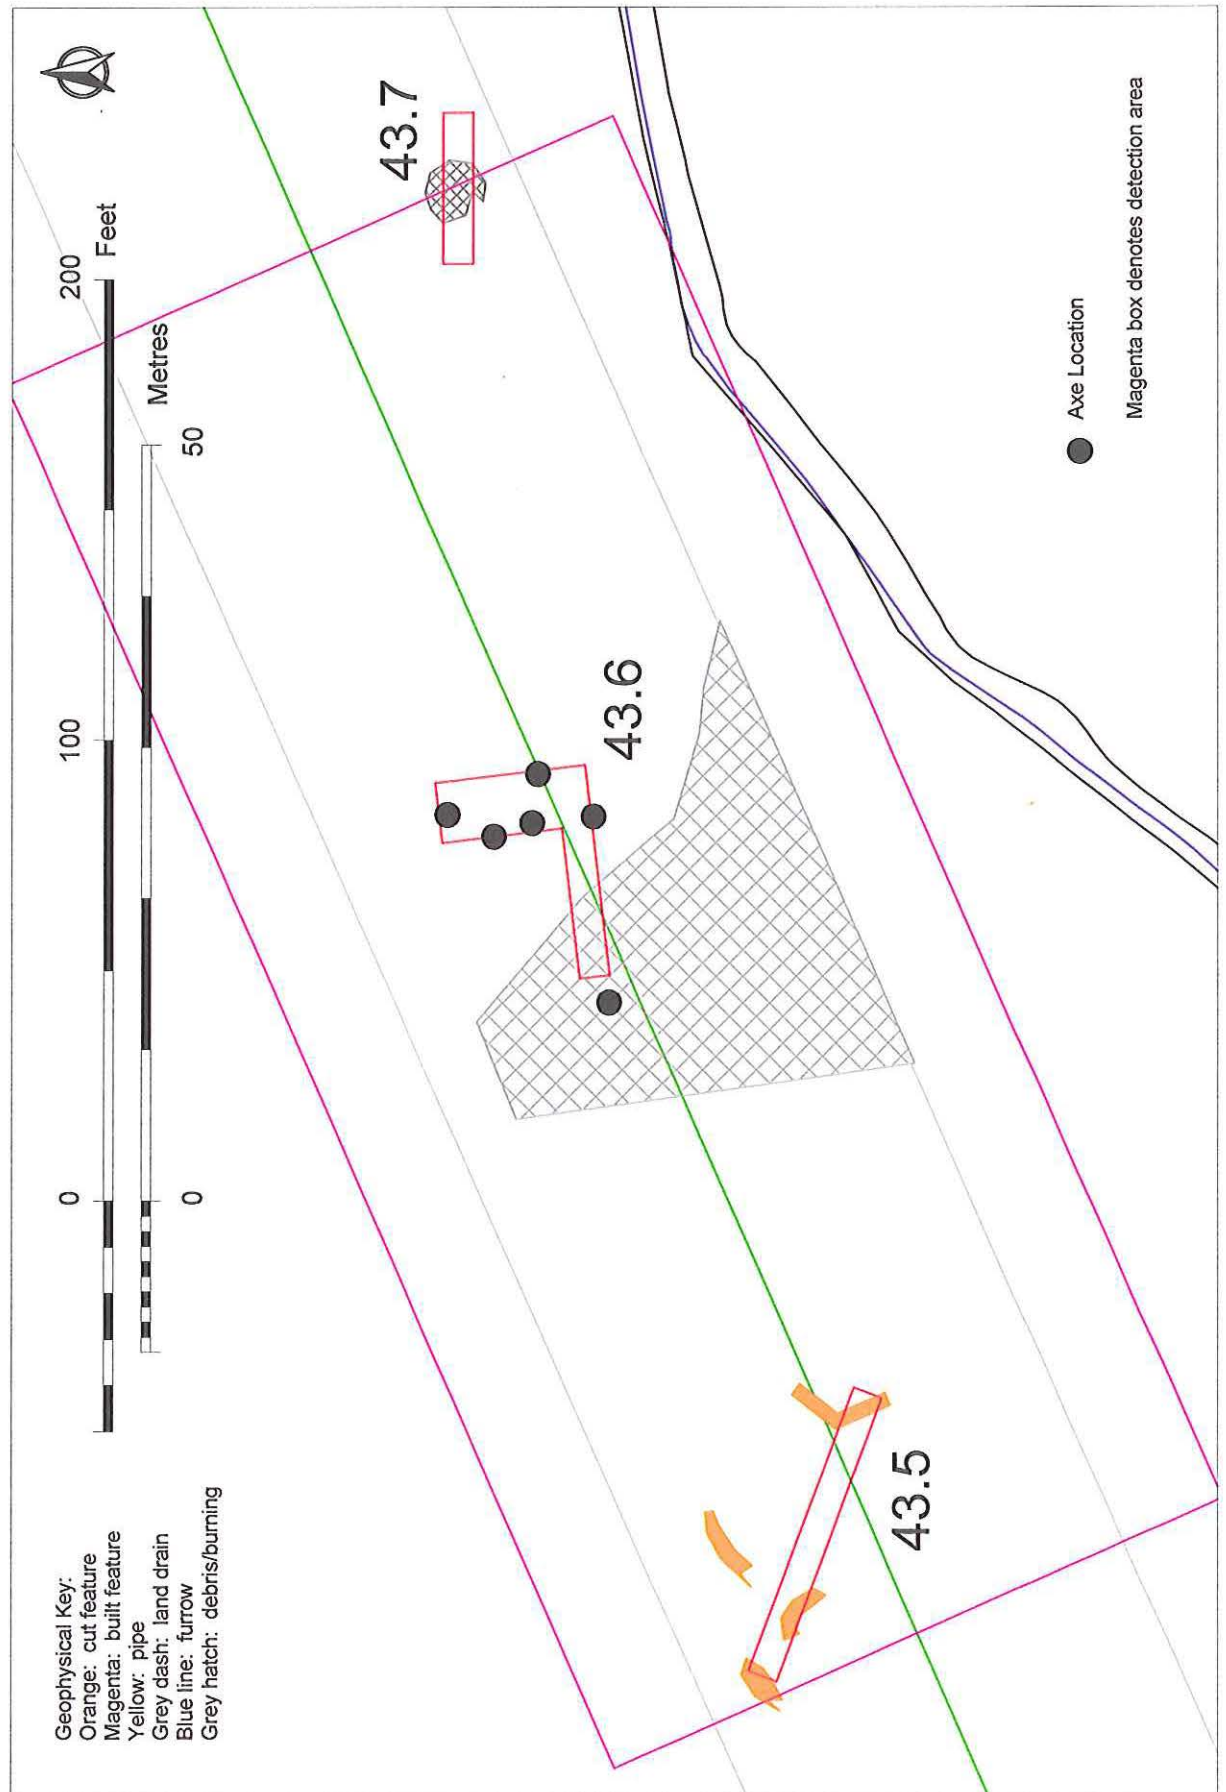 Geophysical Key:
Orange: cut feature
Magenta: built feature
Yellow: pipe
Grey dash: land drain
Blue line: furrow
Grey hatch: debris/burning
0
100
200
Feet
Metres
0
50
43.7
43.6
43.5
Axe Location
Magenta box denotes detection area